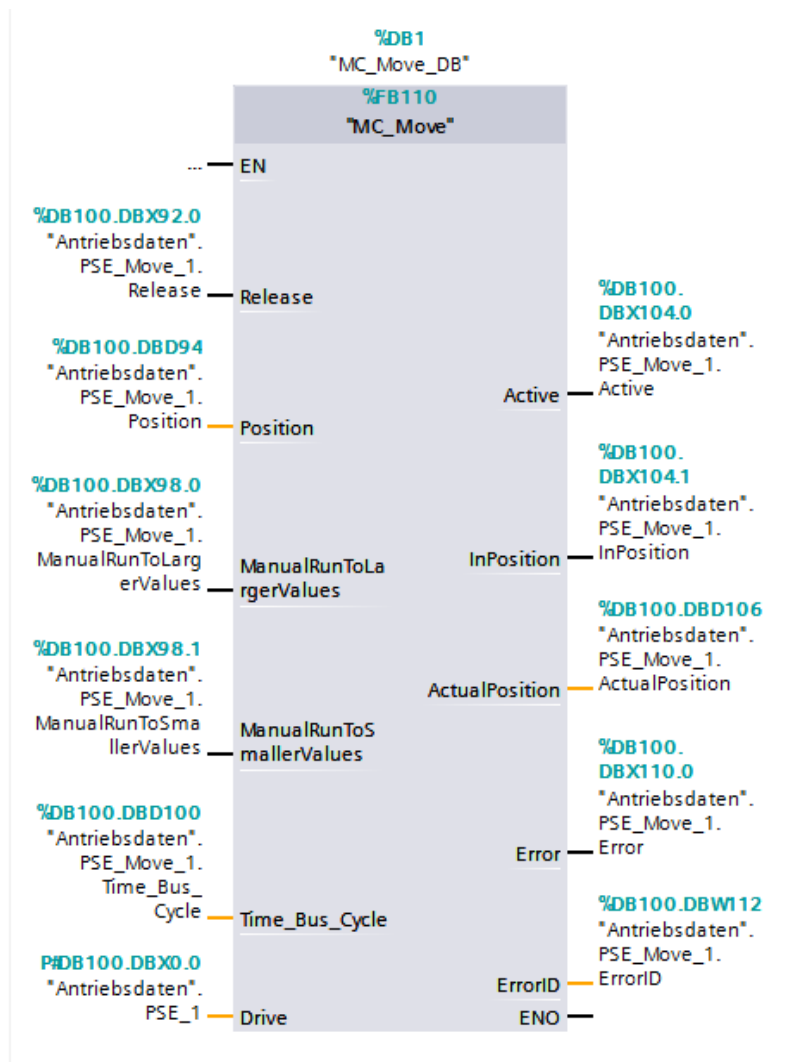 %DB1
"MC_Move_DB"
%FB110
"MC_Move"
... EN
%DB100.DBX92.0
"Antriebsdaten".
PSE_Move_1.
Release
Release
%DB100.DBD94
"Antriebsdaten".
PSE_Move_1.
Position
Position
%DB100.DBX98.0
"Antriebsdaten".
PSE_Move_1.
ManualRunToLarg
erValues
ManualRunToLa
rgerValues
%DB100.DBX98.1
"Antriebsdaten".
PSE_Move_1.
ManualRunToSma
llerValues
ManualRunToS
mallerValues
%DB100.DBD100
"Antriebsdaten".
PSE_Move_1.
Time_Bus_
Cycle
Time_Bus_Cycle
P#DB100.DBX0.0
"Antriebsdaten".
PSE_1
Drive
Active
%DB100.
DBX104.0
"Antriebsdaten".
PSE_Move_1.
Active
InPosition
%DB100.
DBX104.1
"Antriebsdaten".
PSE_Move_1.
InPosition
ActualPosition
%DB100.DBD106
"Antriebsdaten".
PSE_Move_1.
ActualPosition
Error
%DB100.
DBX110.0
"Antriebsdaten".
PSE_Move_1.
Error
ErrorID
%DB100.DBW112
"Antriebsdaten".
PSE_Move_1.
ErrorID
ENO